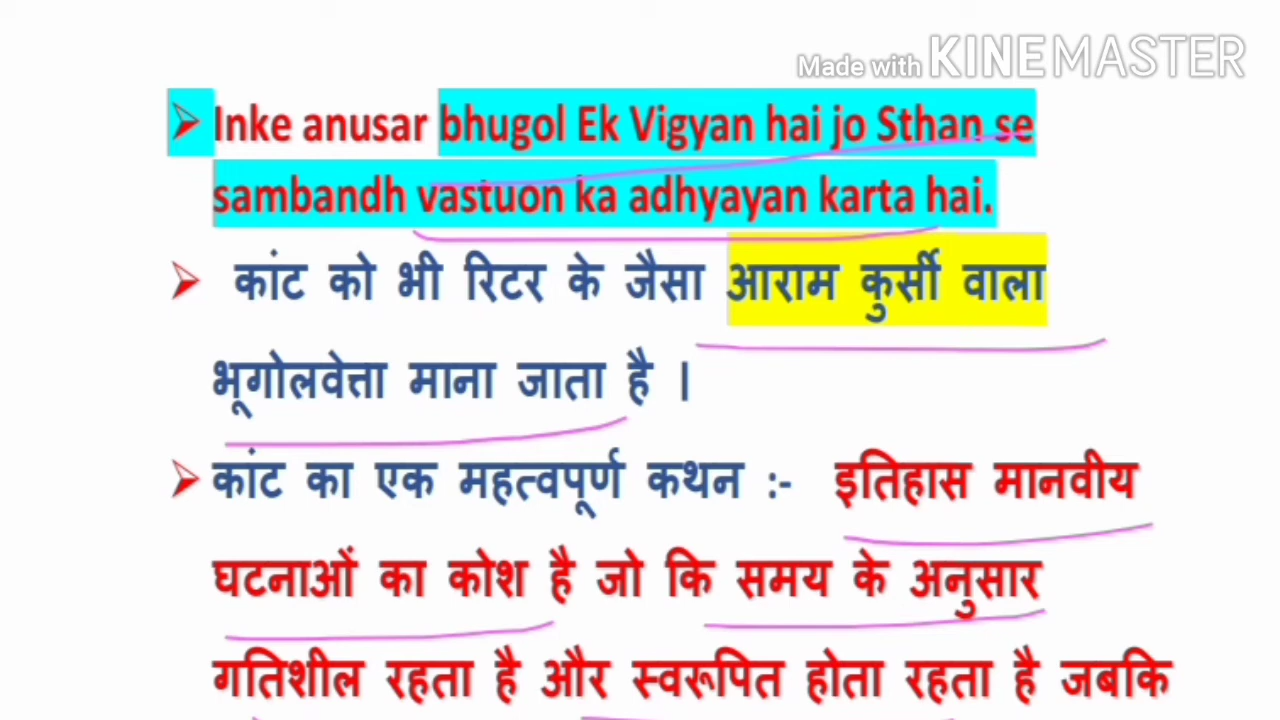 Made with KINEMASTER
➢ Inke anusar bhugol Ek Vigyan hai jo Sthan se
sambandh vastuon ka adhyayan karta hai.
➢ कांट को भी रिटर के जैसा आराम कुर्सी वाला
भूगोलवेत्ता माना जाता है ।
➢ कांट का एक महत्वपूर्ण कथन :- इतिहास मानवीय
घटनाओं का कोश है जो कि समय के अनुसार
गतिशील रहता है और स्वरूपित होता रहता है जबकि